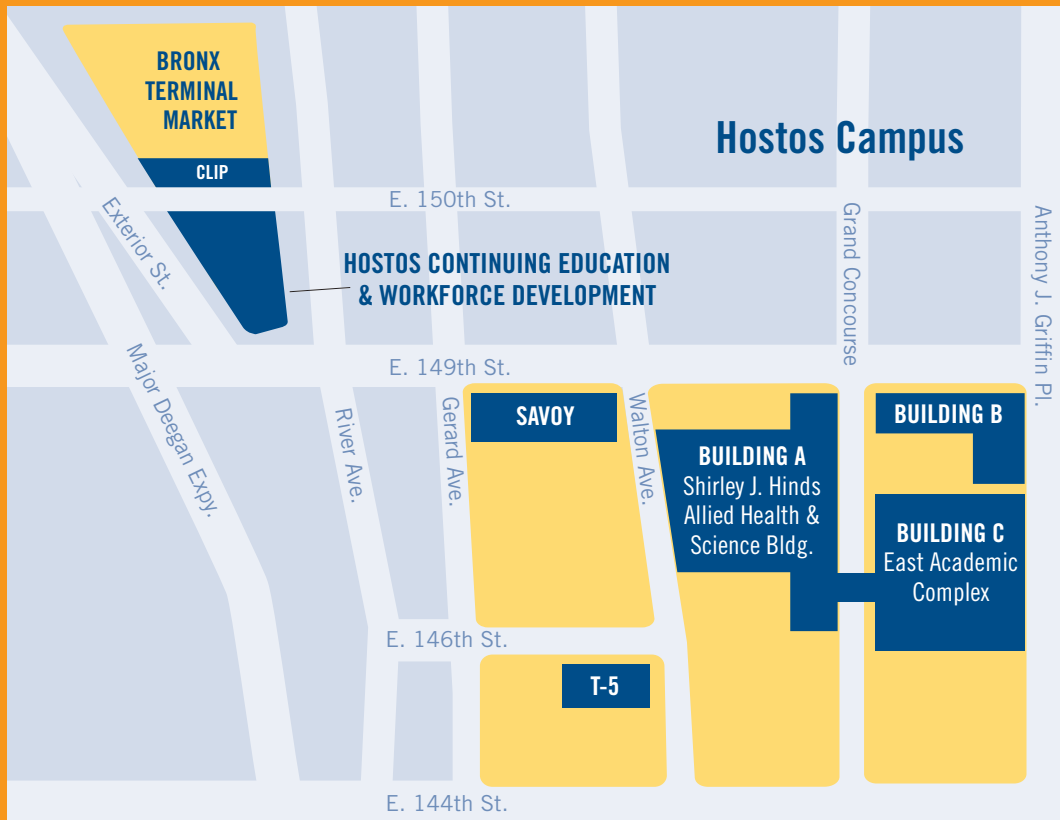 BRONX
TERMINAL
MARKET
Hostos Campus
CLIP
E. 150th St.
Exterior St.
Grand Concourse
Anthony J. Griffin Pl.
HOSTOS CONTINUING EDUCATION
& WORKFORCE DEVELOPMENT
E. 149th St.
Major Deegan Expy.
River Ave.
Gerard Ave.
SAVOY
Walton Ave.
BUILDING A
Shirley J. Hinds
Allied Health &
Science Bldg.
BUILDING B
BUILDING C
East Academic
Complex
E. 146th St.
T-5
E. 144th St.